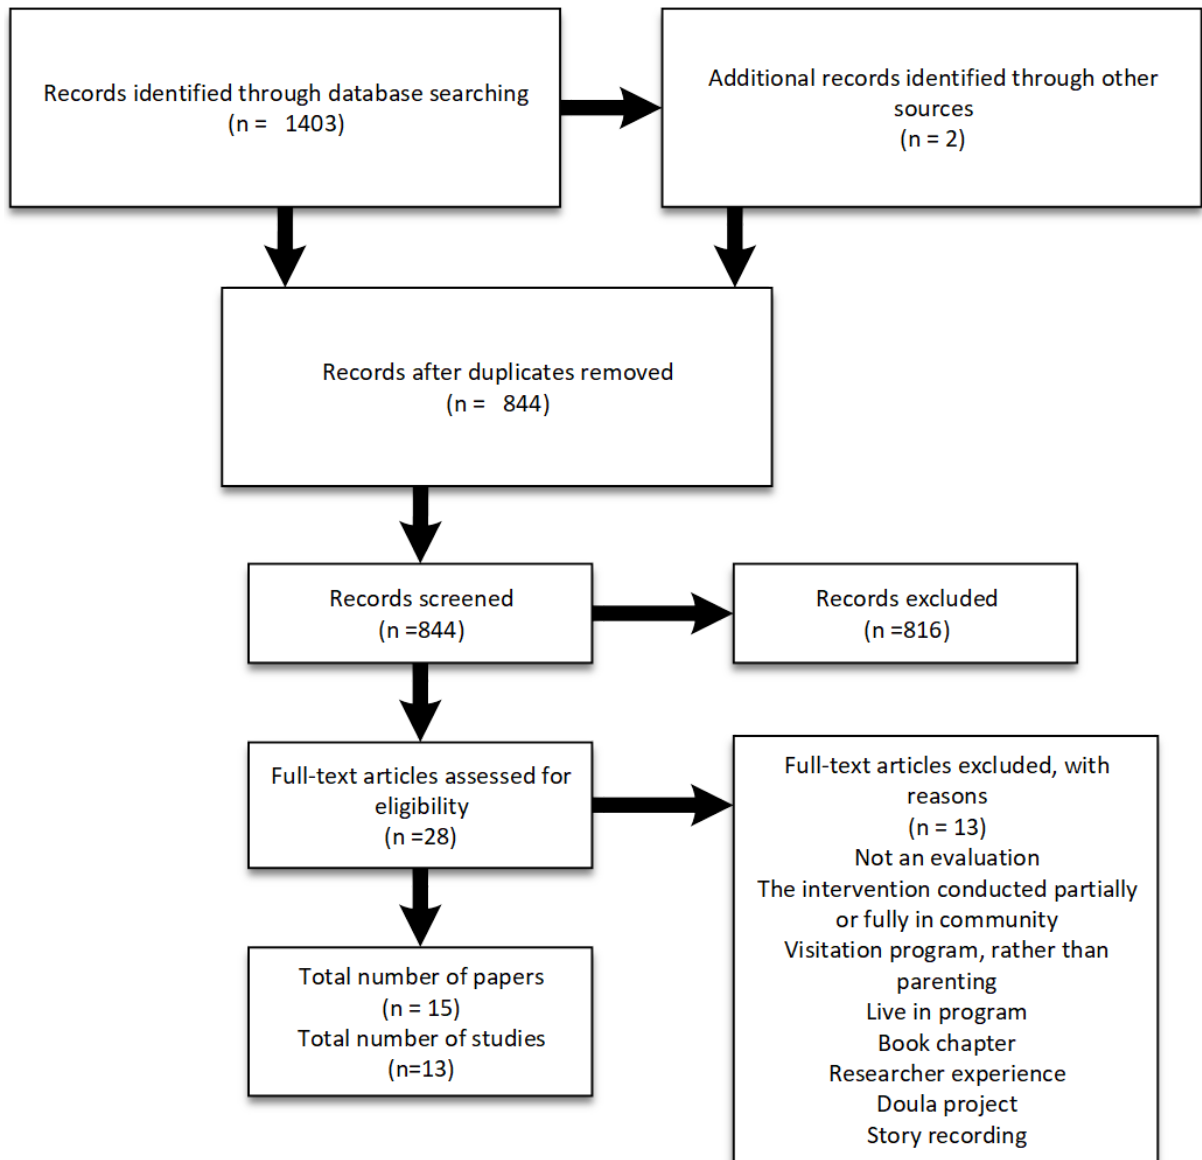 Records identified through database searching
(n =   1403)
Additional records identified through other
sources
(n = 2)
Records after duplicates removed
(n =   844)
Records screened
(n =844)
Records excluded
(n =816)
Full-text articles assessed for
eligibility
(n =28)
Full-text articles excluded, with
reasons
(n = 13)
Not an evaluation
The intervention conducted partially
or fully in community
Visitation program, rather than
parenting
Live in program
Book chapter
Researcher experience
Doula project
Story recording
Total number of papers
(n = 15)
Total number of studies
(n=13)